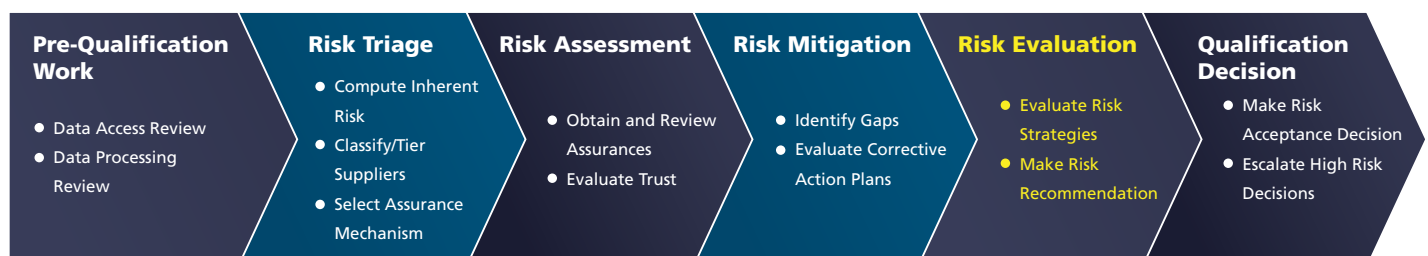 Pre-Qualification
Work
● Data Access Review
● Data Processing
Review
Risk Triage
● Compute Inherent
Risk
● Classify/Tier
Suppliers
● Select Assurance
Mechanism
Risk Assessment
● Obtain and Review
Assurances
● Evaluate Trust
Risk Mitigation
● Identify Gaps
● Evaluate Corrective
Action Plans
Risk Evaluation
● Evaluate Risk
Strategies
● Make Risk
Recommendation
Qualification
Decision
● Make Risk
Acceptance Decision
● Escalate High Risk
Decisions